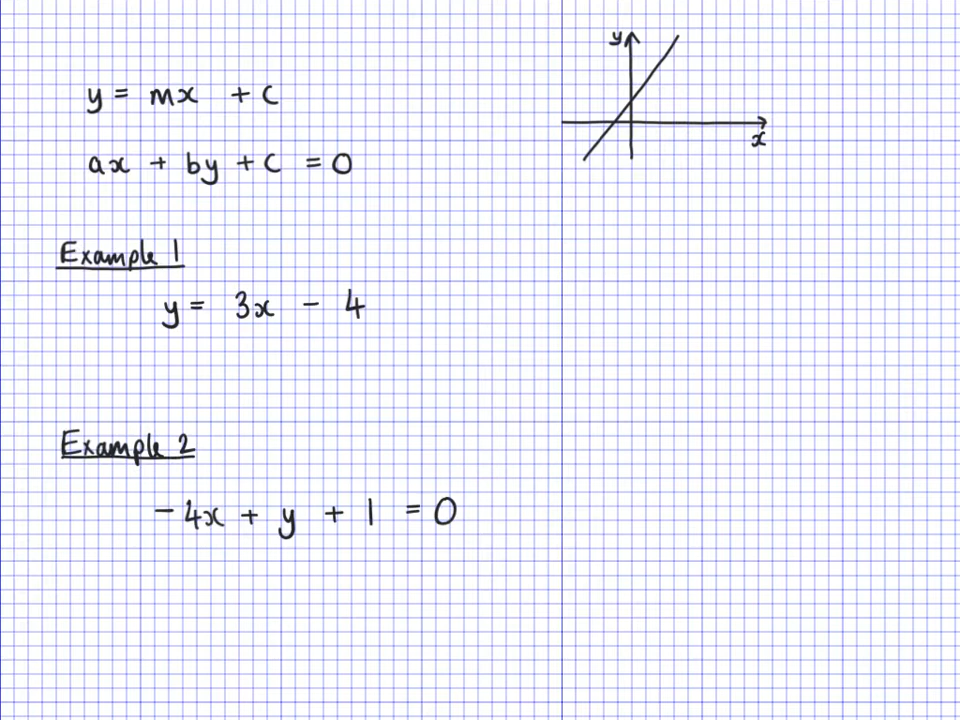 y = mx + c
ax + by + c = 0
y
x
Example 1
y = 3x - 4
Example 2
-4x + y + 1 = 0